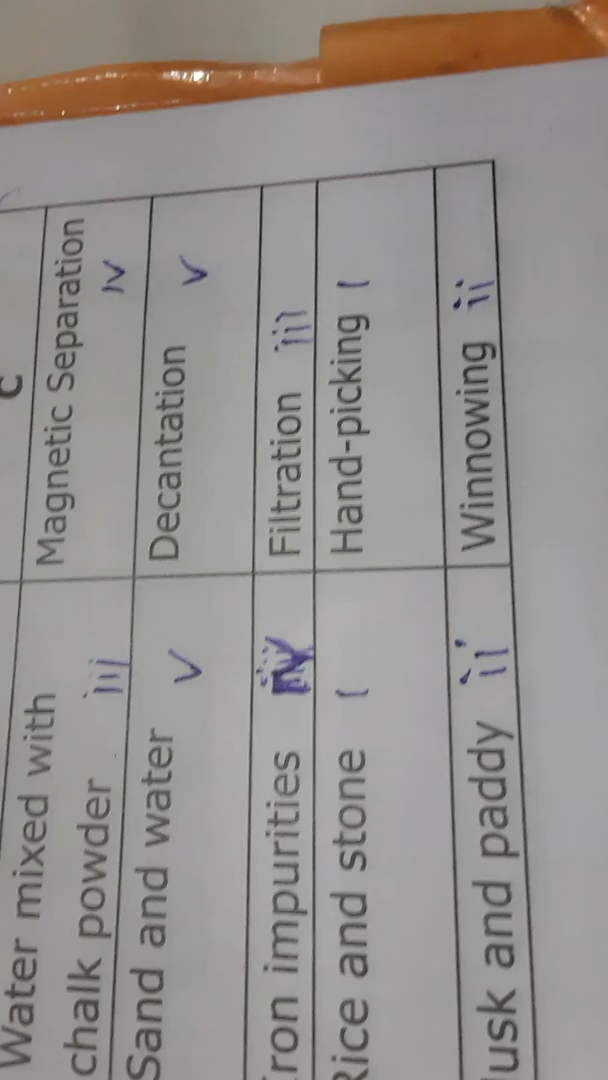 C
Water mixed with
chalk powder iii
Magnetic Separation
iv
Sand and water v
Decantation v
Iron impurities
Filtration iii
Rice and stone i
Hand-picking i
usk and paddy ii
Winnowing ii